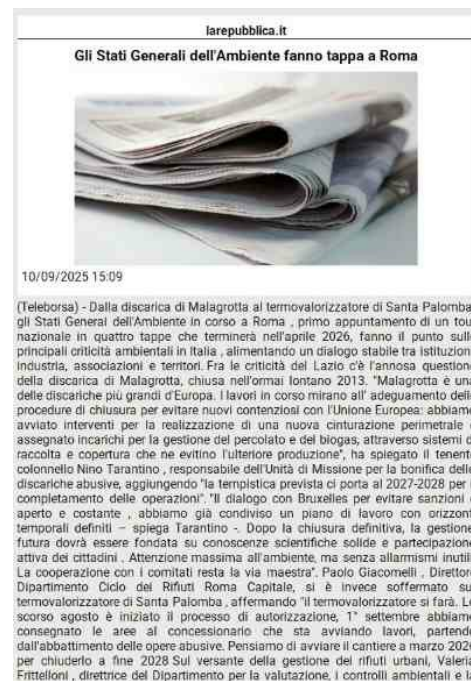 larepubblica.it
Gli Stati Generali dell'Ambiente fanno tappa a Roma
10/09/2025 15:09
(Teleborsa) - Dalla discarica di Malagrotta al termovalorizzatore di Santa Palomba,
gli Stati Generali dell'Ambiente in corso a Roma , primo appuntamento di un tour
nazionale in quattro tappe che terminerà nell'aprile 2026, fanno il punto sulle
principali criticità ambientali in Italia , alimentando un dialogo stabile tra istituzioni,
industria, associazioni e territori. Fra le criticità del Lazio c'è l'annosa questione
della discarica di Malagrotta, chiusa nell'ormai lontano 2013. "Malagrotta è una
delle discariche più grandi d'Europa. I lavori in corso mirano all' adeguamento delle
procedure di chiusura per evitare nuovi contenziosi con l'Unione Europea: abbiamo
avviato interventi per la realizzazione di una nuova cinturazione perimetrale e
assegnato incarichi per la gestione del percolato e del biogas, attraverso sistemi di
raccolta e copertura che ne evitino l'ulteriore produzione", ha spiegato il tenente
colonnello Nino Tarantino , responsabile dell'Unità di Missione per la bonifica delle
discariche abusive, aggiungendo "la tempistica prevista ci porta al 2027-2028 per il
completamento delle operazioni". "Il dialogo con Bruxelles per evitare sanzioni è
aperto e costante , abbiamo già condiviso un piano di lavoro con orizzonti
temporali definiti – spiega Tarantino -. Dopo la chiusura definitiva, la gestione
futura dovrà essere fondata su conoscenze scientifiche solide e partecipazione
attiva dei cittadini . Attenzione massima all'ambiente, ma senza allarmismi inutili.
La cooperazione con i comitati resta la via maestra". Paolo Giacomelli , Direttore
Dipartimento Ciclo dei Rifiuti Roma Capitale, si è invece soffermato sul
termovalorizzatore di Santa Palomba , affermando "il termovalorizzatore si farà. Lo
scorso agosto è iniziato il processo di autorizzazione, 1° settembre abbiamo
consegnato le aree al concessionario che sta avviando lavori, partendo
dall'abbattimento delle opere abusive. Pensiamo di avviare il cantiere a marzo 2026
per chiuderlo a fine 2028 Sul versante della gestione dei rifiuti urbani, Valeria
Frittelloni , direttrice del Dipartimento per la valutazione, i controlli ambientali e la